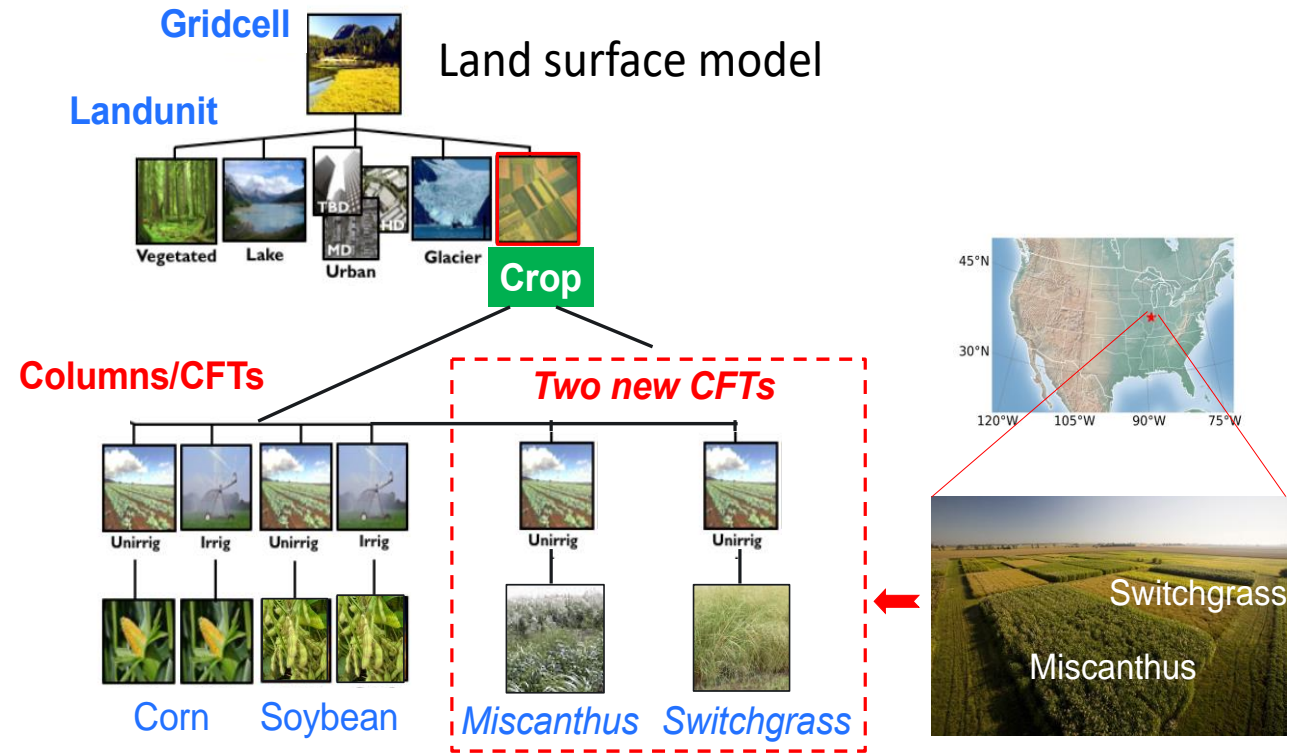 Gridcell
Land surface model
Landunit
TBD
HD
MD
Vegetated
Lake
Urban
Glacier
Crop
Columns/CFTs
Two new CFTs
Unirrig
Irrig
Unirrig
Irrig
Unirrig
Unirrig
Corn
Soybean
Miscanthus
Switchgrass
45°N
30°N
120°W
105°W
90°W
75°W
Switchgrass
Miscanthus